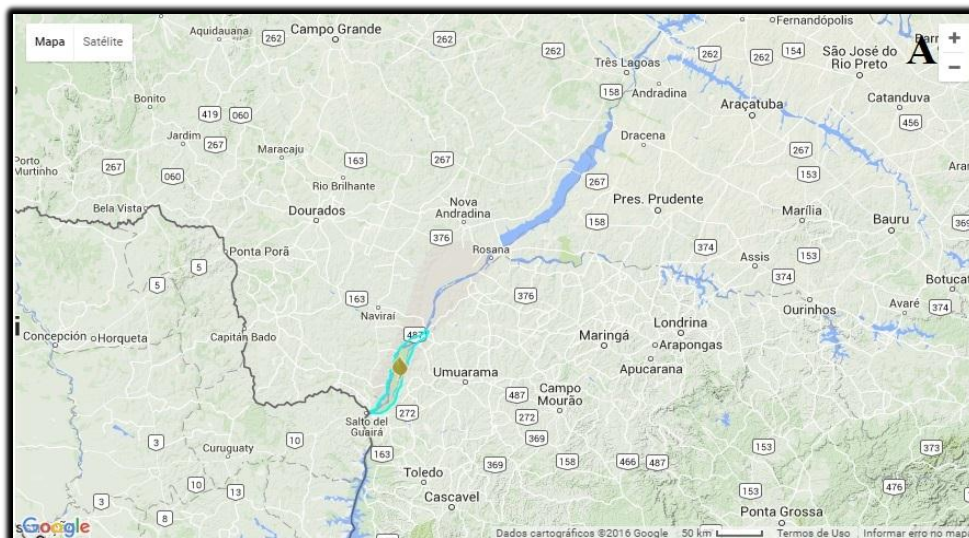 Mapa Satélite
A
+
−
Aquidauana
262
Campo Grande
262
262
Três Lagoas
262
262
154
Fernandópolis
São José do
Rio Preto
Andradina
158
Araçatuba
Catanduva
456
Bonito
419
060
Jardim
267
Maracaju
163
267
Dracena
267
Porto
Murtinho
267
060
Rio Brilhante
267
153
Bela Vista
Dourados
Nova
Andradina
376
158
Pres. Prudente
Marília
Bauru
369
Ponta Porã
Rosana
374
153
Assis
374
Botucat
5
5
163
Naviraí
376
Ourinhos
Avaré
374
i
Concepción
Horqueta
Capitán Bado
487
Maringá
Londrina
Arapongas
Apucarana
Umuarama
487
Campo
Mourão
272
272
Salto del
Guairá
369
3
Curuguaty
10
163
153
373
Toledo
369
158
466
487
10
13
Cascavel
153
476
3
8
Ponta Grossa
Google
Dados cartográficos ©2016 Google 50 km Termos de Uso Informar erro no mapa